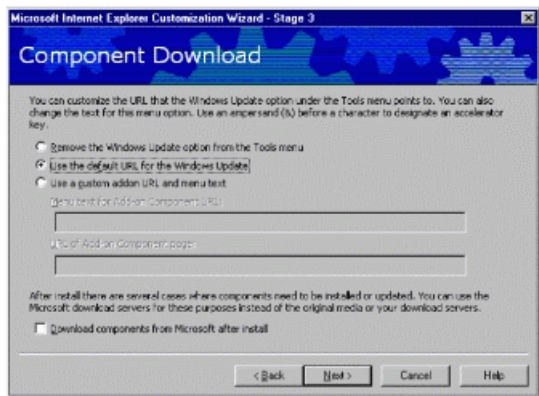 Microsoft Internet Explorer Customization Wizard - Stage 3
Component Download
You can customize the URL that the Windows Update option under the Tools menu points to. You can also
change the text for this menu option. Use an ampersand (&) before a character to designate an accelerator
key.
Remove the Windows Update option from the Tools menu
Use the default URL for the Windows Update
Use a custom addon URL and menu text
Menu text for Add-on Component URL:
URL of Add-on Component page:
After install there are several cases where components need to be installed or updated. You can use the
Microsoft download servers for these purposes instead of the original media or your download servers.
Download components from Microsoft after install
< Back
Next >
Cancel
Help